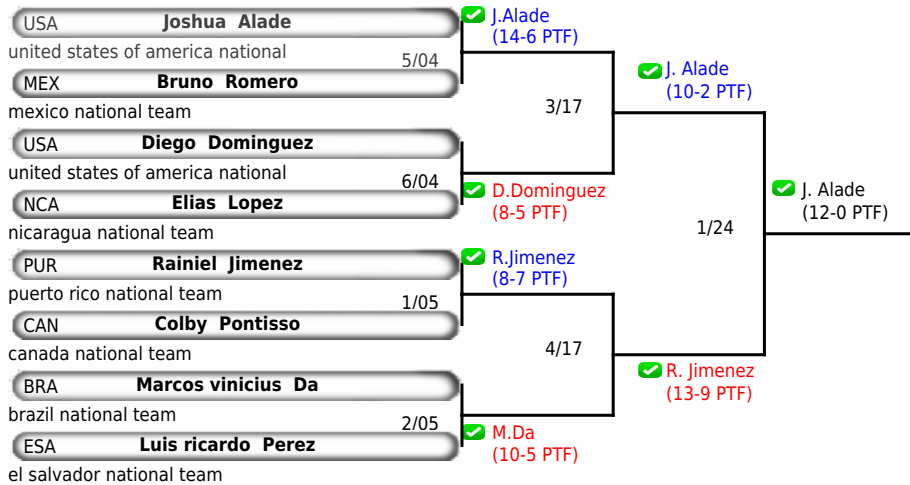 USA Joshua Alade
united states of america national
5/04
MEX Bruno Romero
mexico national team
USA Diego Dominguez
united states of america national
6/04
NCA Elias Lopez
nicaragua national team
PUR Rainiel Jimenez
puerto rico national team
1/05
CAN Colby Pontisso
canada national team
BRA Marcos vinicius Da
brazil national team
2/05
ESA Luis ricardo Perez
el salvador national team
J.Alade
(14-6 PTF)
3/17
D.Dominguez
(8-5 PTF)
R.Jimenez
(8-7 PTF)
4/17
M.Da
(10-5 PTF)
J. Alade
(10-2 PTF)
1/24
R. Jimenez
(13-9 PTF)
J. Alade
(12-0 PTF)